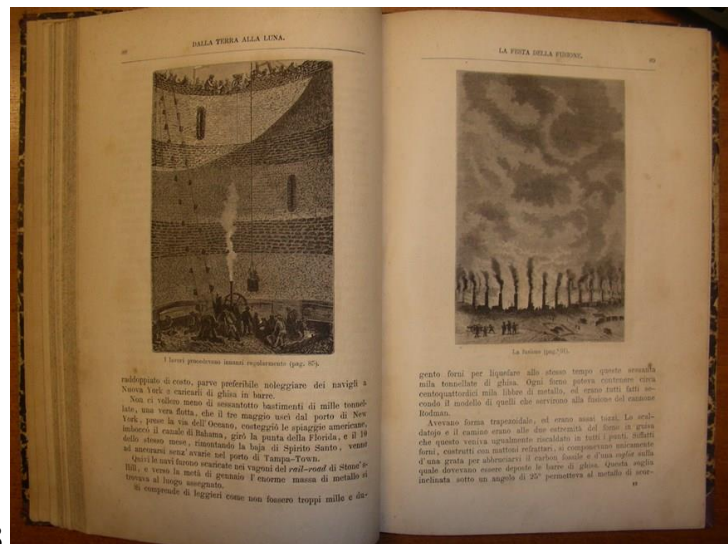 DALLA TERRA ALLA LUNA.
I lavori procedevano innanzi regolarmente (pag. 87).
raddoppiato di costo, parve preferibile noleggiare dei navigli a
Nuova York e caricarli di ghisa in barre.
Non ci vollero meno di sessantotto bastimenti di mille tonnel-
late, una vera flotta, che il tre maggio uscì dal porto di New
York, prese la via dell'Oceano, costeggiò le spiaggie americane,
imboccò il canale di Bahama, girò la punta della Florida, e il 10
dello stesso mese, rimontando la baja di Spirito Santo, venne
ad ancorarsi senz'avarie nel porto di Tampa-Town.
Quivi le navi furono scaricate nei vagoni del rail-road di Stone's-
Hill, e verso la metà di gennaio l'enorme massa di metallo si
trovava al luogo assegnato.
Si comprende di leggieri come non fossero troppi mille e due-
LA FESTA DELLA FUSIONE.
89
La fusione (pag. 91).
gento forni per liquefare allo stesso tempo queste sessanta
mila tonnellate di ghisa. Ogni forno poteva contenere circa
centoquattordici mila libbre di metallo, ed erano tutti fatti se-
condo il modello di quelli che servirono alla fusione del cannone
Rodman.
Avevano forma trapezoidale, ed erano assai bassi. Lo scal-
datojo e il camino erano alle due estremità del forno in guisa
che questo veniva ugualmente riscaldato in tutti i punti. Siffatti
forni, costrutti con mattoni refrattari, si componevano unicamente
d'una grata per abbruciarvi il carbon fossile e d'una soglia sulla
quale dovevano essere deposte le barre di ghisa. Questa soglia
inclinata sotto un angolo di 25° permetteva al metallo di scor-